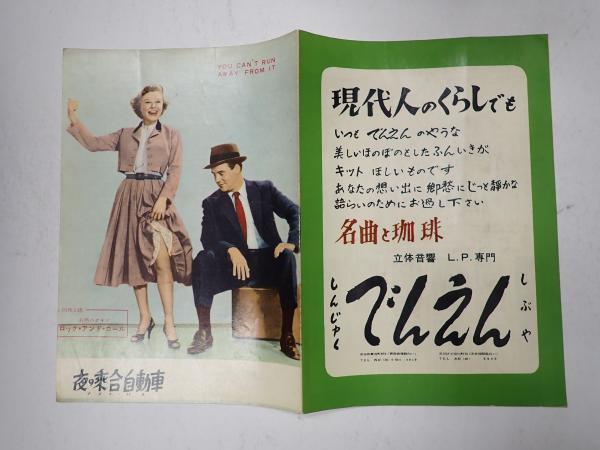 YOU CAN'T RUN
AWAY FROM IT
ロック・アンド・ロール
夜の乗合自動車
現代人のくらしでも
いつも でんえん のやうな
美しいほのぼのとしたふんいきが
キット ほしいものです
あなたの想い出に 郷愁に じっと静かな
語らいのためにお過し下さい
名曲と珈琲
立体音響 L.P.専門
しぶや
でんえん
しんじゅく